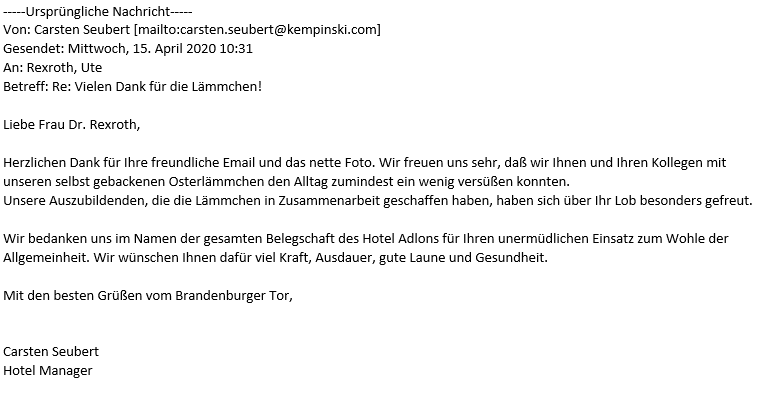 -----Ursprüngliche Nachricht-----
Von: Carsten Seubert [mailto:carsten.seubert@kempinski.com]
Gesendet: Mittwoch, 15. April 2020 10:31
An: Rexroth, Ute
Betreff: Re: Vielen Dank für die Lämmchen!
Liebe Frau Dr. Rexroth,
Herzlichen Dank für Ihre freundliche Email und das nette Foto. Wir freuen uns sehr, daß wir Ihnen und Ihren Kollegen mit
unseren selbst gebackenen Osterlämmchen den Alltag zumindest ein wenig versüßen konnten.
Unsere Auszubildenden, die die Lämmchen in Zusammenarbeit geschaffen haben, haben sich über Ihr Lob besonders gefreut.
Wir bedanken uns im Namen der gesamten Belegschaft des Hotel Adlons für Ihren unermüdlichen Einsatz zum Wohle der
Allgemeinheit. Wir wünschen Ihnen dafür viel Kraft, Ausdauer, gute Laune und Gesundheit.
Mit den besten Grüßen vom Brandenburger Tor,
Carsten Seubert
Hotel Manager